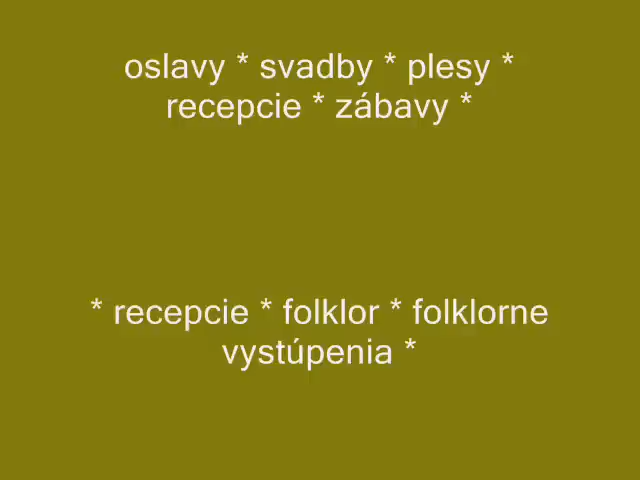 oslavy * svadby * plesy *
recepcie * zábavy *
* recepcie * folklor * folklorne
vystúpenia *